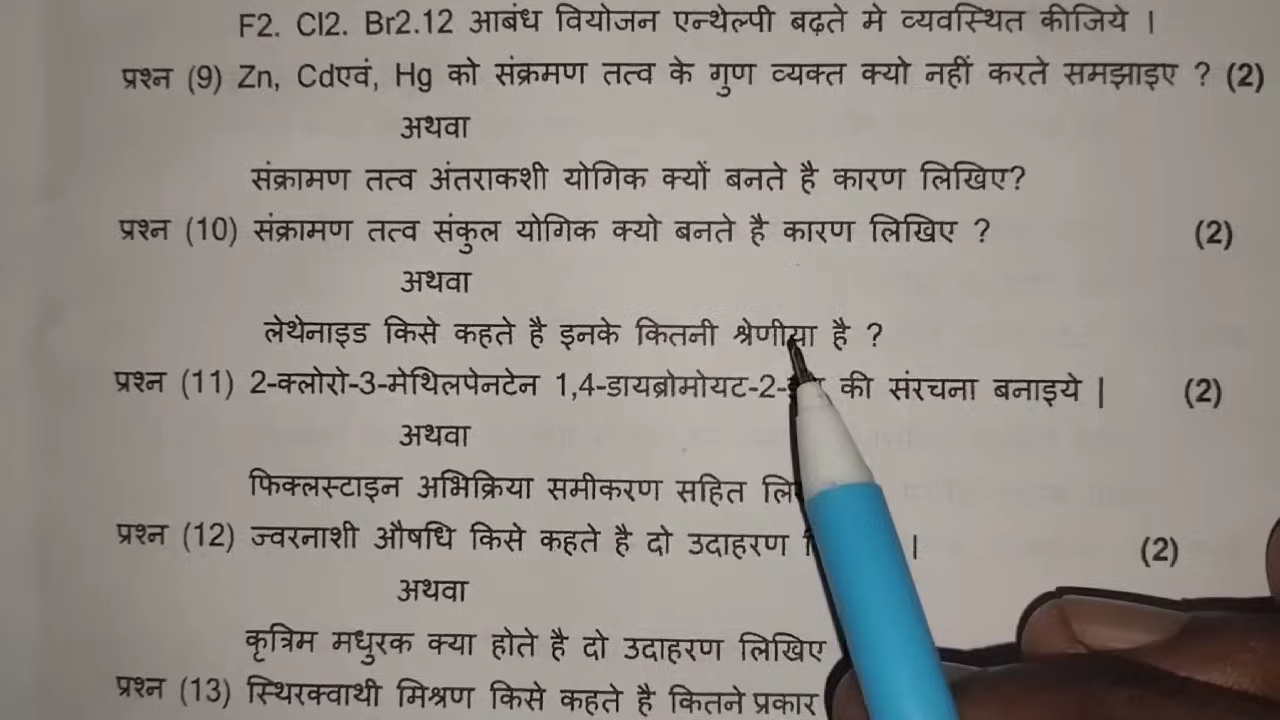 F2. Cl2. Br2.12 आबंध वियोजन एन्थेल्पी बढ़ते मे व्यवस्थित कीजिये ।
प्रश्न (9) Zn, Cdएवं, Hg को संक्रमण तत्व के गुण व्यक्त क्यो नहीं करते समझाइए ? (2)
अथवा
संक्रामण तत्व अंतराकशी योगिक क्यों बनते है कारण लिखिए?
प्रश्न (10) संक्रामण तत्व संकुल योगिक क्यो बनते है कारण लिखिए ? (2)
अथवा
लेथेनाइड किसे कहते है इनके कितनी श्रेणीया है ?
प्रश्न (11) 2-क्लोरो-3-मेथिलपेनटेन 1,4-डायब्रोमोयट-2- की संरचना बनाइये | (2)
अथवा
फिक्लस्टाइन अभिक्रिया समीकरण सहित
प्रश्न (12) ज्वरनाशी औषधि किसे कहते है दो उदाहरण | (2)
अथवा
कृत्रिम मधुरक क्या होते है दो उदाहरण लिखिए
प्रश्न (13) स्थिरक्वाथी मिश्रण किसे कहते है कितने प्रकार